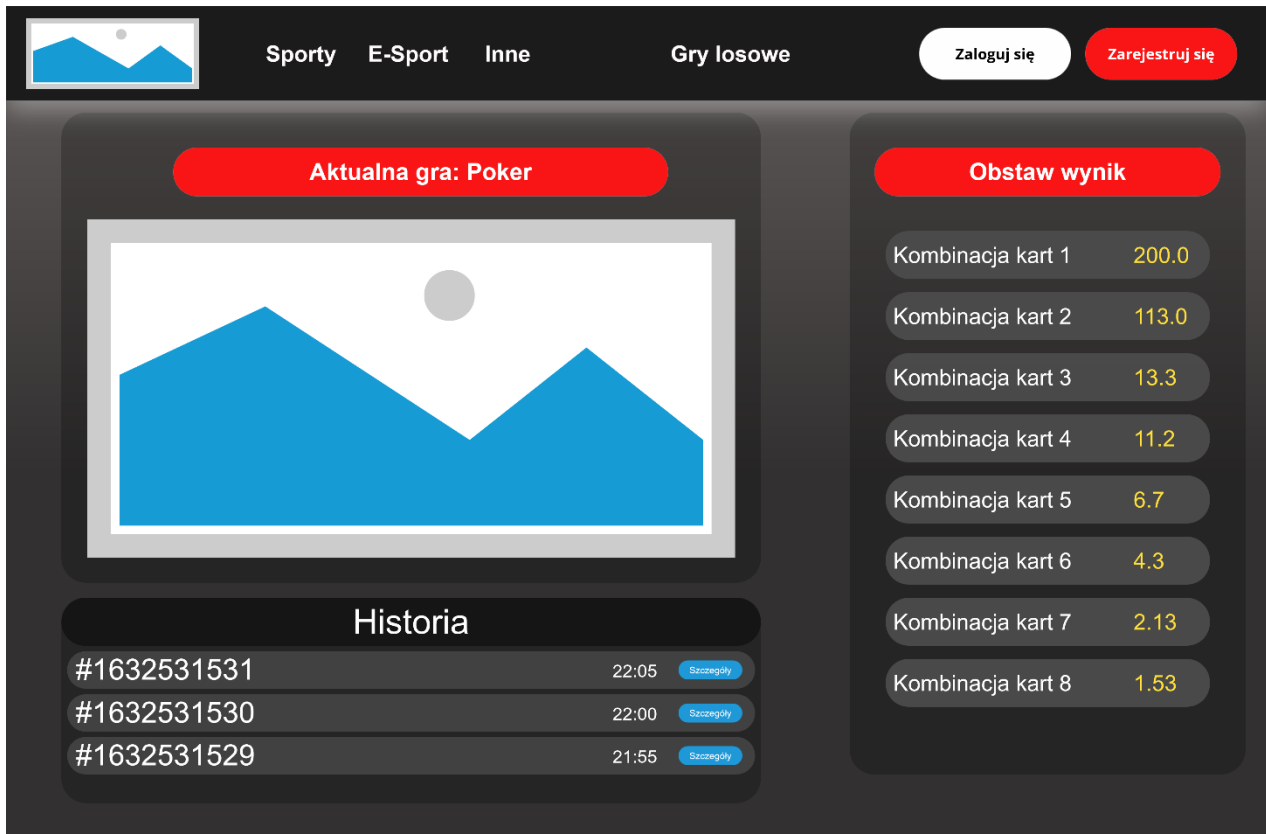 Sporty E-Sport Inne Gry losowe Zaloguj się Zarejestruj się
Aktualna gra: Poker
Historia
#1632531531 22:05 Szczegóły
#1632531530 22:00 Szczegóły
#1632531529 21:55 Szczegóły
Obstaw wynik
Kombinacja kart 1 200.0
Kombinacja kart 2 113.0
Kombinacja kart 3 13.3
Kombinacja kart 4 11.2
Kombinacja kart 5 6.7
Kombinacja kart 6 4.3
Kombinacja kart 7 2.13
Kombinacja kart 8 1.53